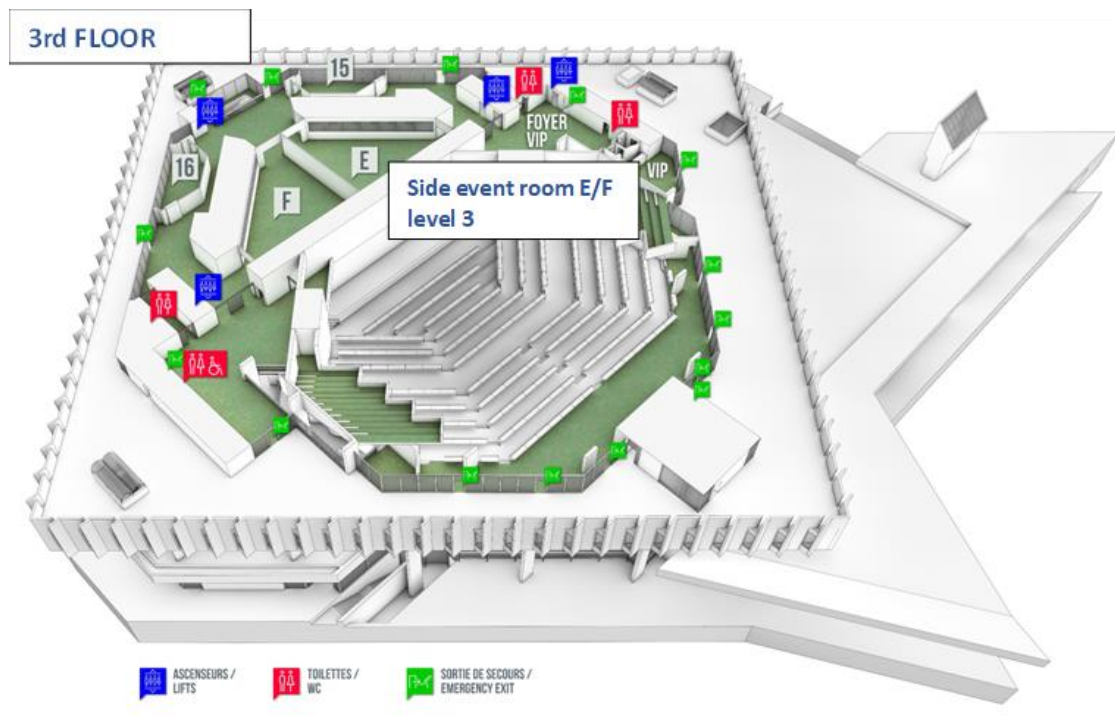 3rd FLOOR
15
16
FOYER
VIP
E
VIP
F
Side event room E/F
level 3
ASCENSEURS /
LIFTS
TOILETTES /
WC
SORTIE DE SECOURS /
EMERGENCY EXIT